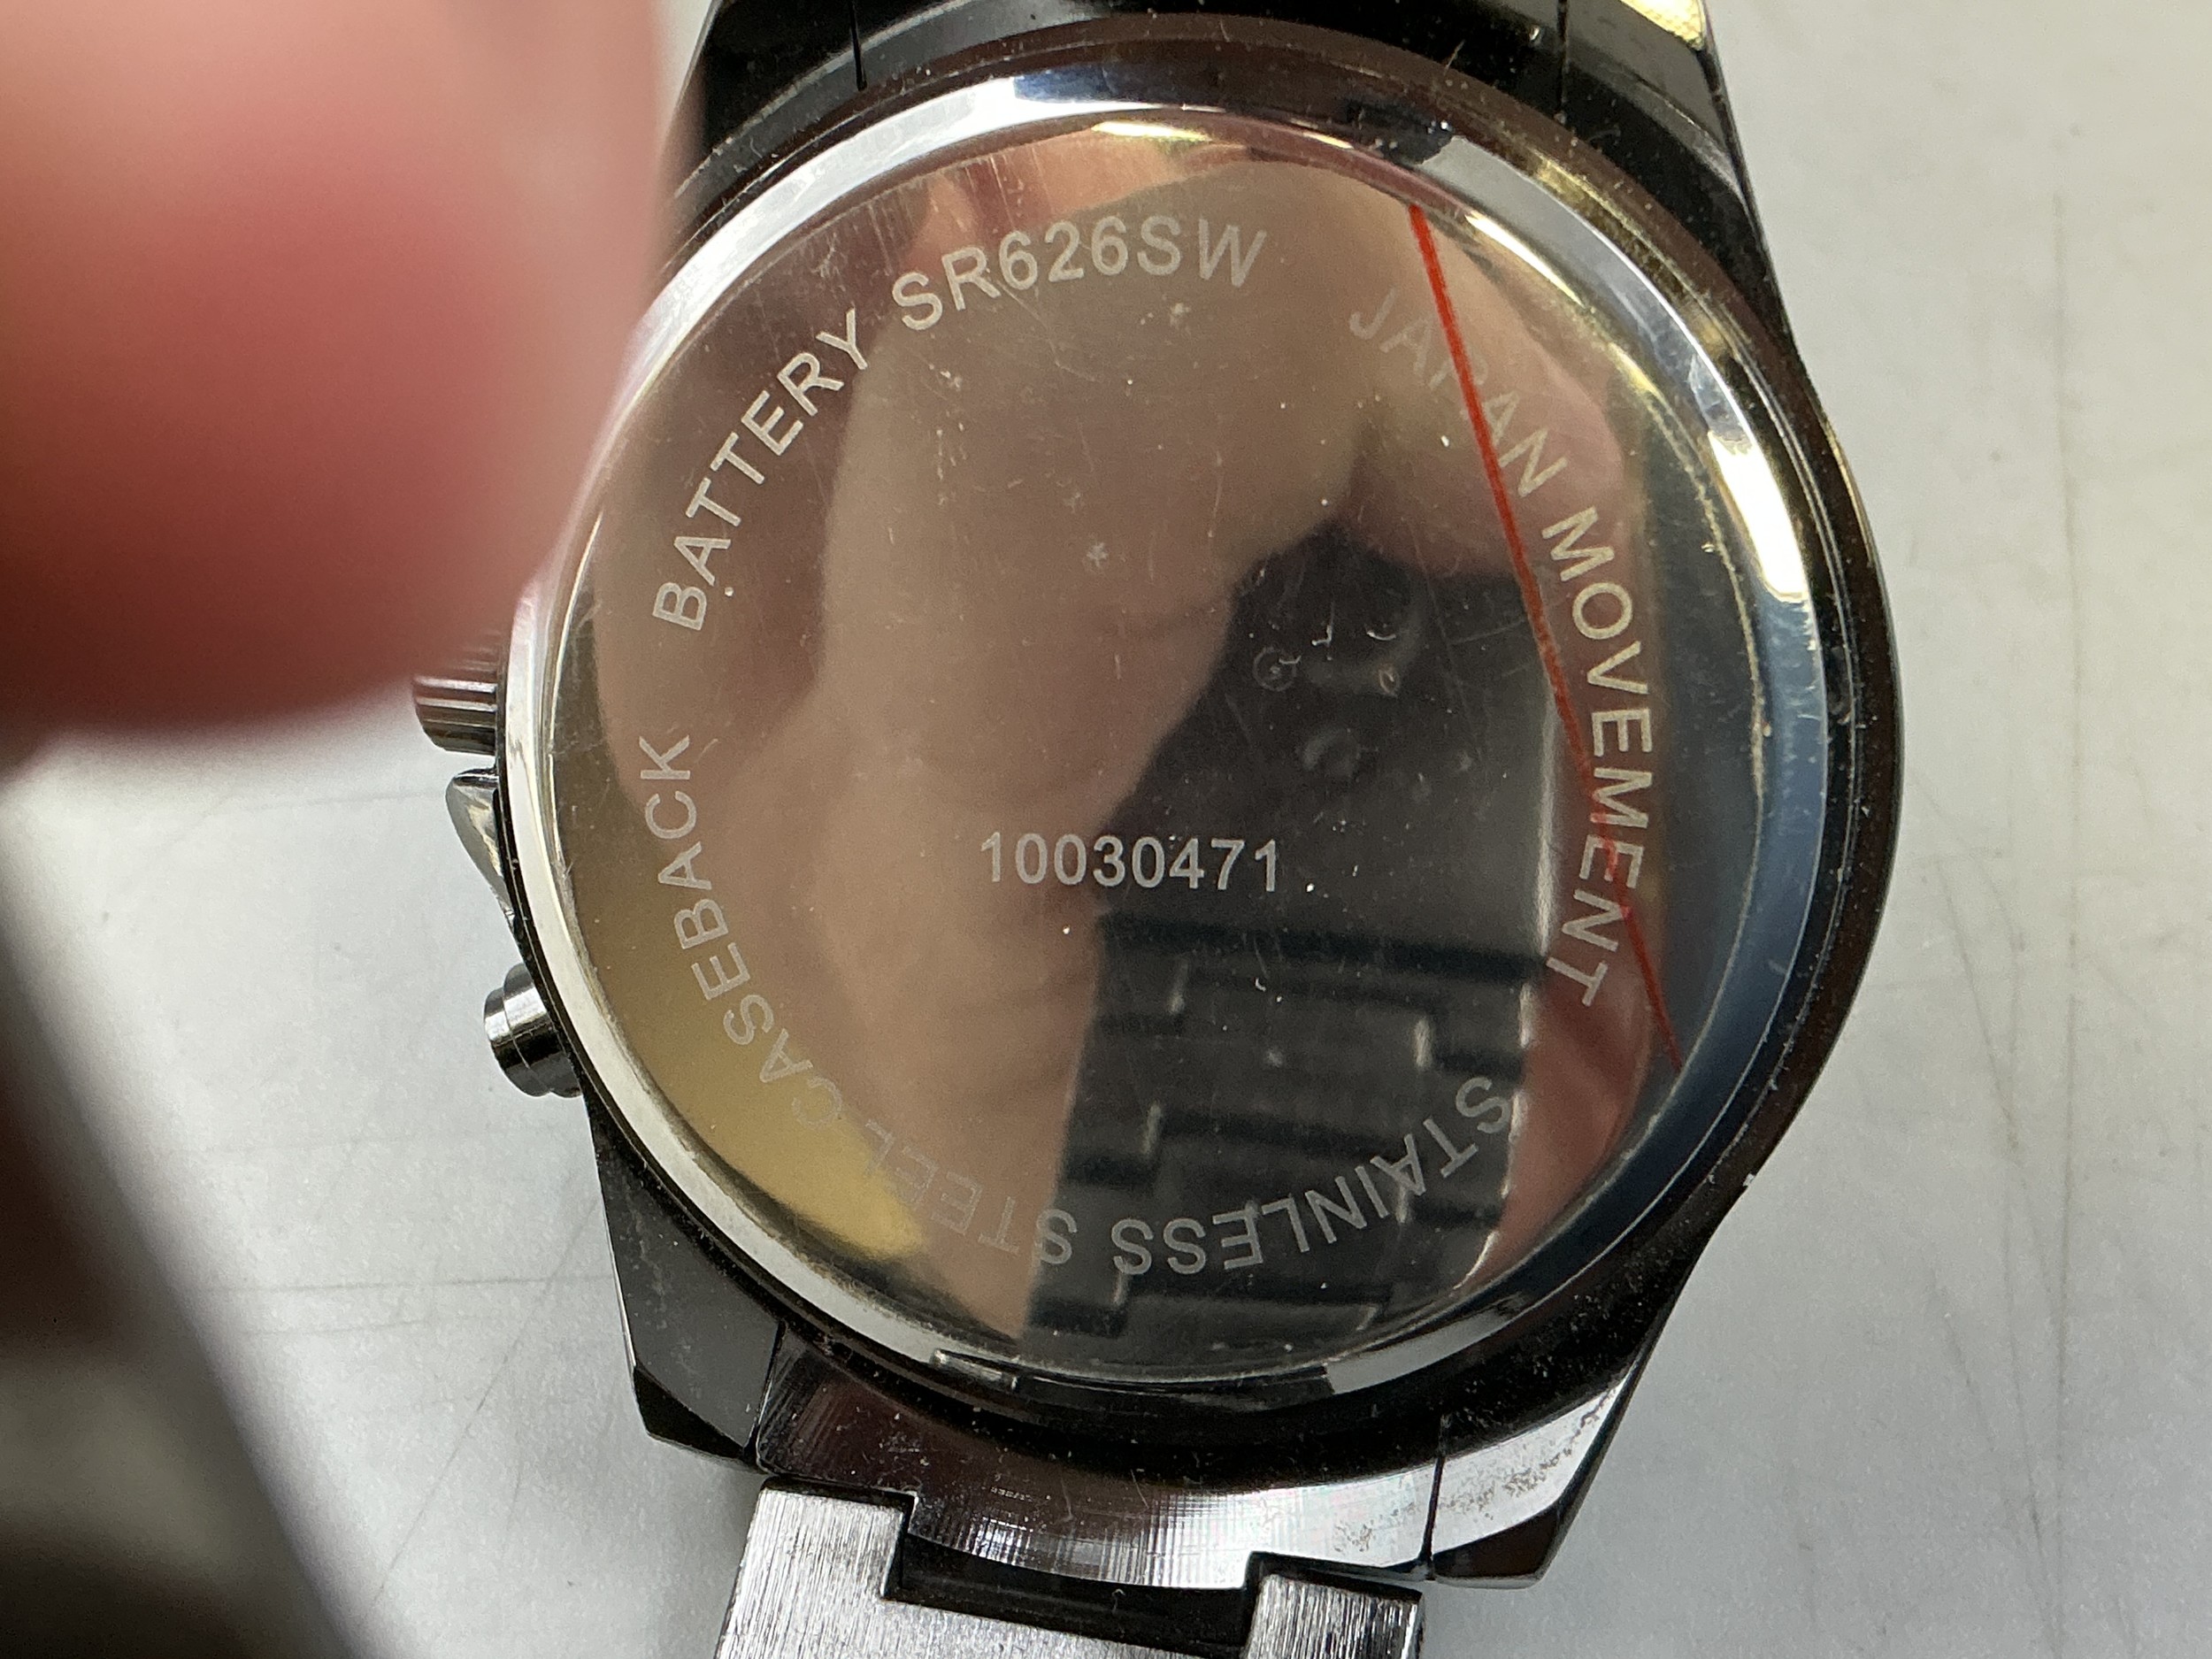 BATTERY SR626SW
JAPAN MOVEMENT
STAINLESS STEEL CASEBACK
10030471